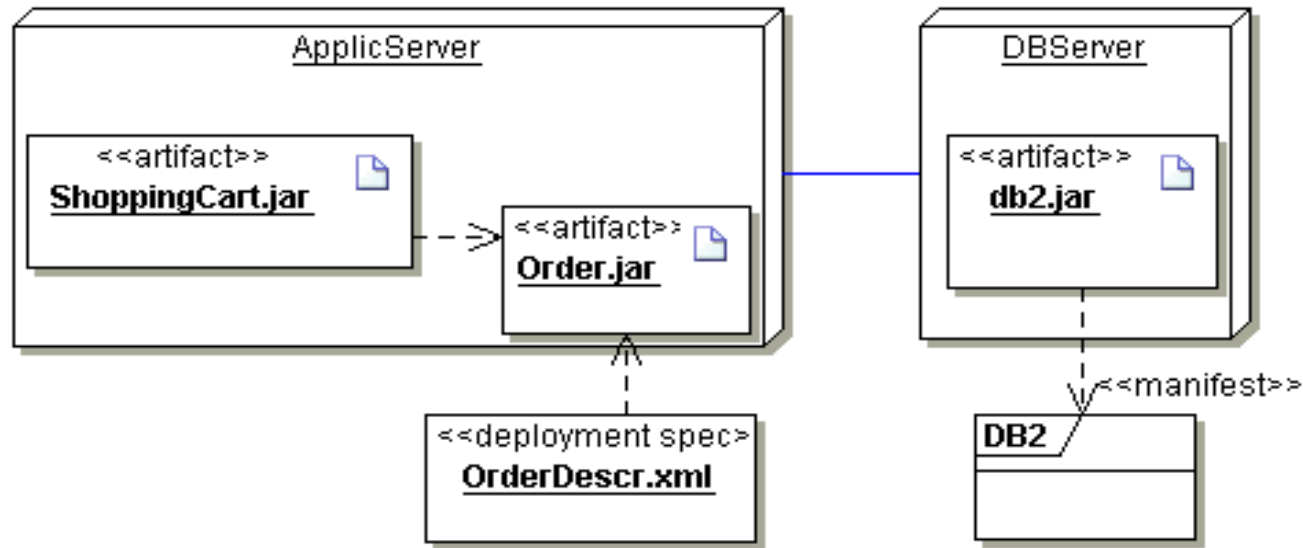 ApplicServer
<<artifact>>
ShoppingCart.jar
<<artifact>>
Order.jar
<<deployment spec>
OrderDescr.xml
DBServer
<<artifact>>
db2.jar
<<manifest>>
DB2